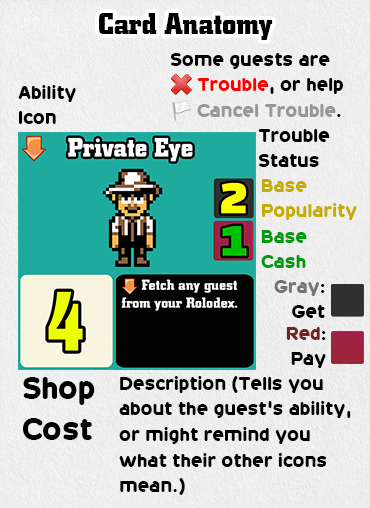 Card Anatomy
Some guests are
❌ Trouble, or help
🏳 Cancel Trouble.
Ability
Icon
Trouble
Status
Private Eye
2
Base
Popularity
1
Base
Cash
4
Fetch any guest
from your Rolodex.
Gray:
Get
Red:
Pay
Shop
Cost
Description (Tells you
about the guest's ability,
or might remind you
what their other icons
mean.)